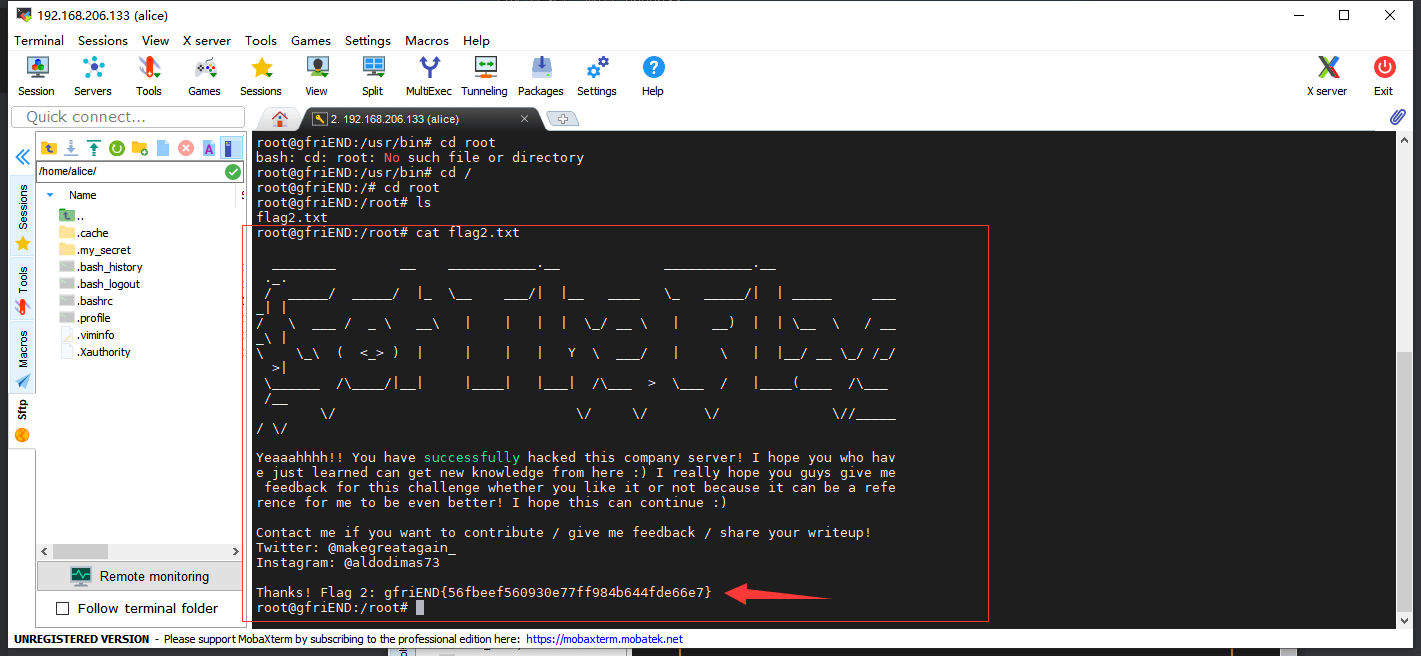 192.168.206.133 (alice)
Terminal Sessions View X server Tools Games Settings Macros Help
Session Servers Tools Games Sessions View Split MultiExec Tunneling Packages Settings Help X server Exit
Quick connect...
2. 192.168.206.133 (alice)
/home/alice/
Name
..
.cache
.my_secret
.bash_history
.bash_logout
.bashrc
.profile
.viminfo
.Xauthority
Sessions
Tools
Macros
Sftp
Remote monitoring
Follow terminal folder
root@gfriEND:/usr/bin# cd root
bash: cd: root: No such file or directory
root@gfriEND:/usr/bin# cd /
root@gfriEND:/# cd root
root@gfriEND:/root# ls
flag2.txt
root@gfriEND:/root# cat flag2.txt
Yeaaahhhh!! You have successfully hacked this company server! I hope you who hav
e just learned can get new knowledge from here :) I really hope you guys give me
 feedback for this challenge whether you like it or not because it can be a refe
rence for me to be even better! I hope this can continue :)
Contact me if you want to contribute / give me feedback / share your writeup!
Twitter: @makegreatagain_
Instagram: @aldodimas73
Thanks! Flag 2: gfriEND{56fbeef560930e77ff984b644fde66e7}
root@gfriEND:/root#
UNREGISTERED VERSION - Please support MobaXterm by subscribing to the professional edition here: https://mobaxterm.mobatek.net